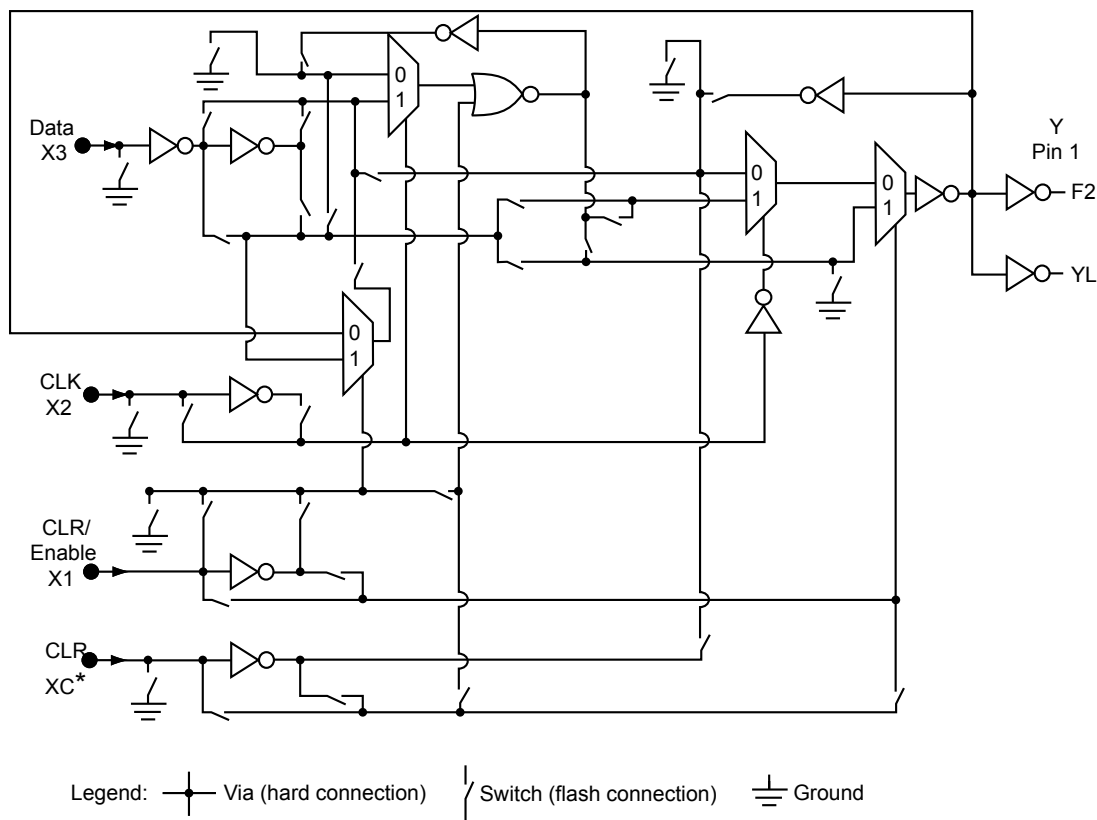 0
1
Data
X3
Y
Pin 1
0
1
0
1
F2
YL
0
1
CLK
X2
CLR/
Enable
X1
CLR
XC*
Legend: Via (hard connection) Switch (flash connection) Ground